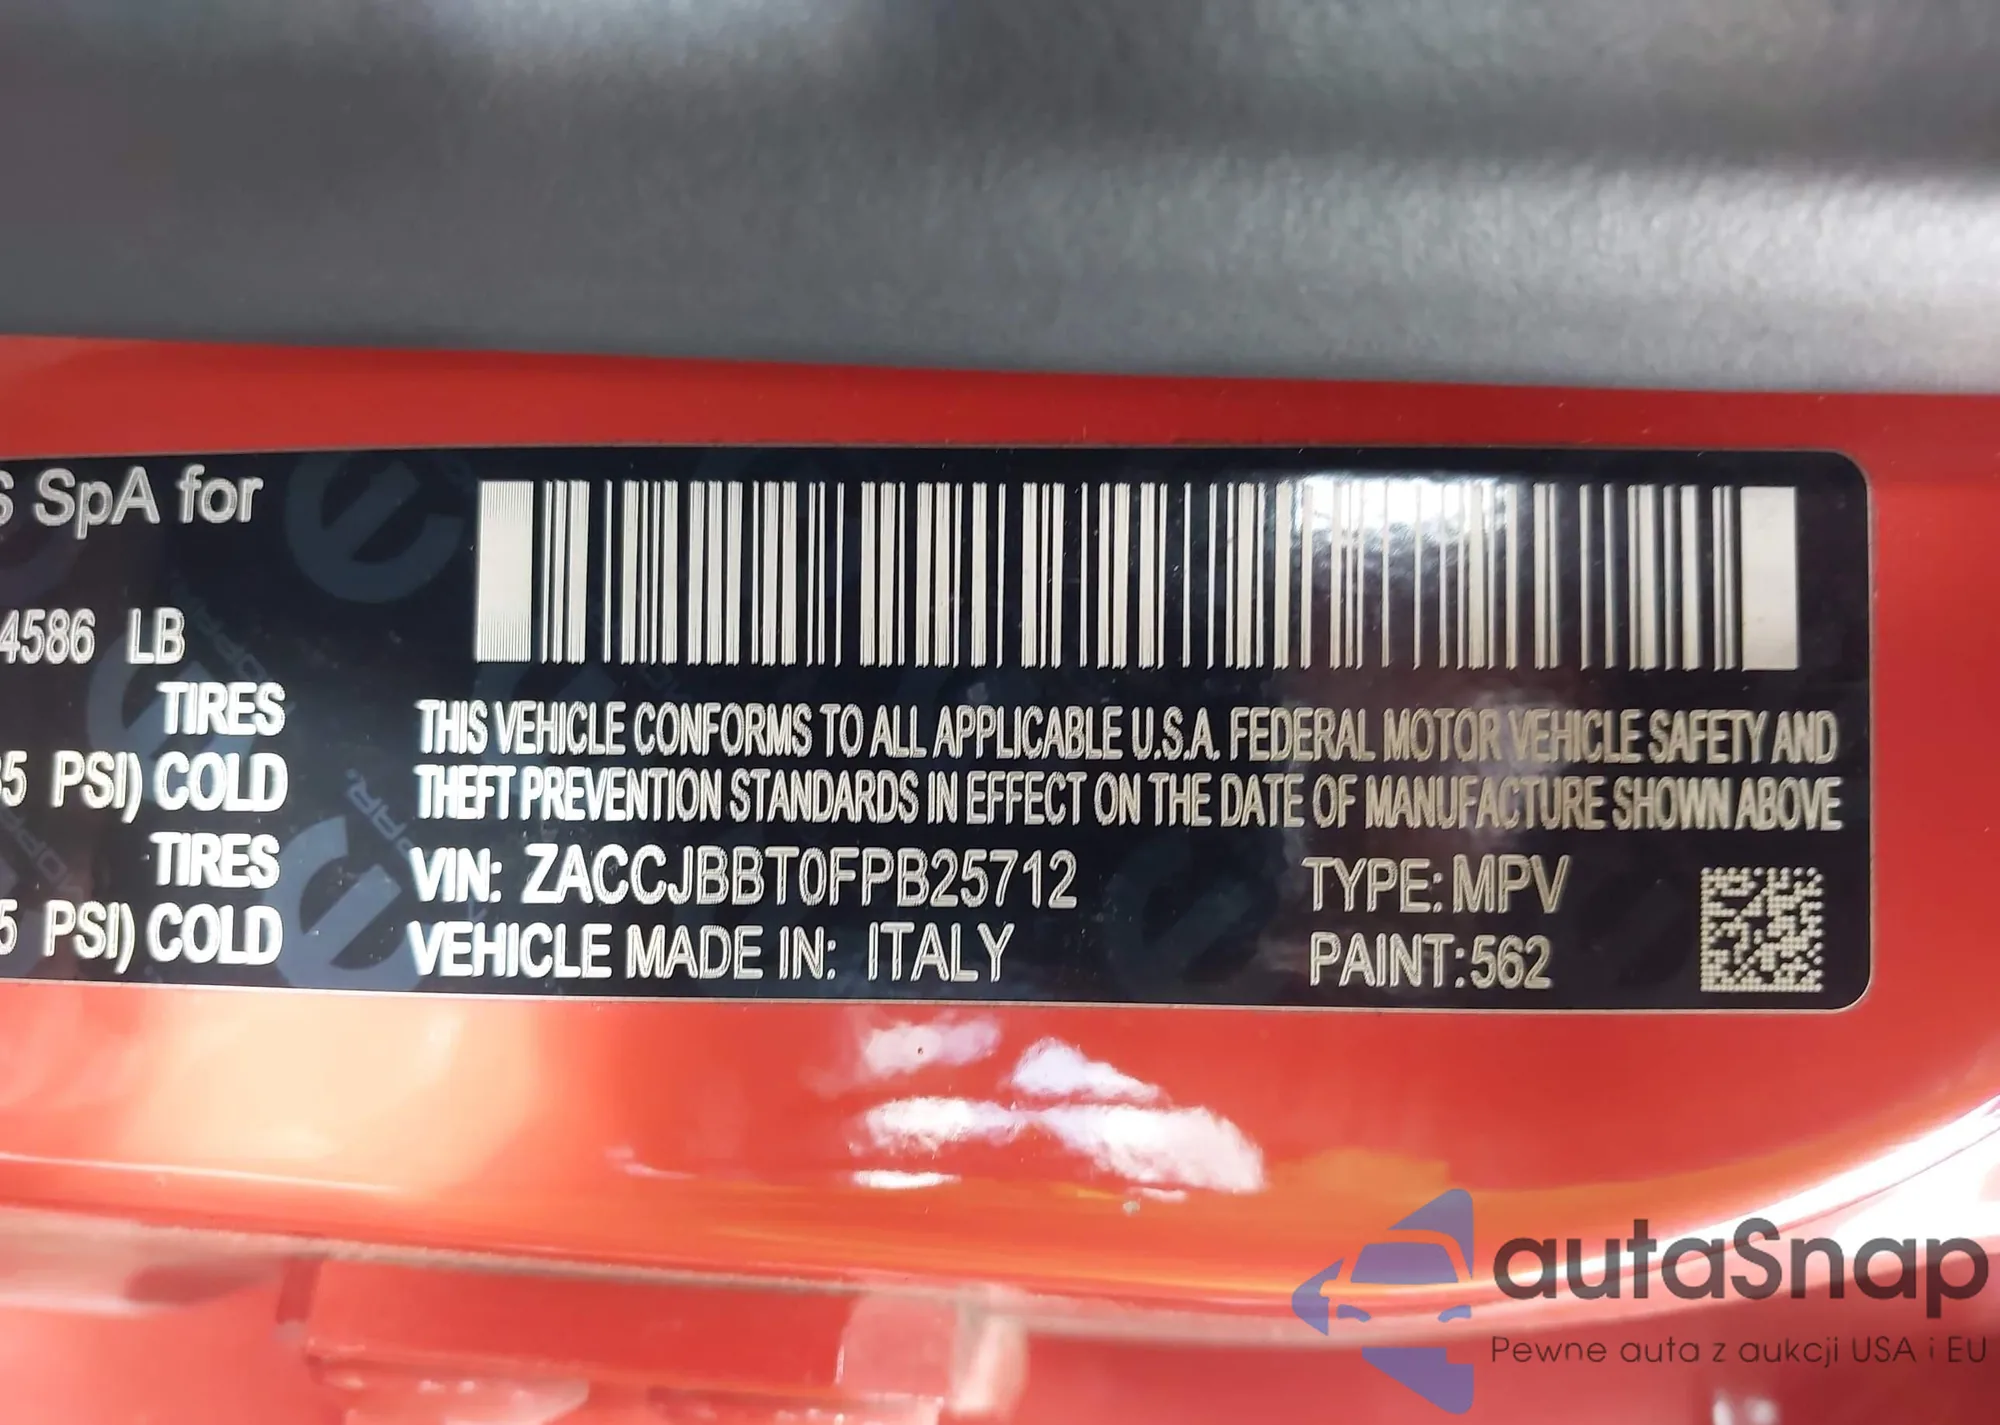 S SpA for
4586 LB
TIRES
35 PSI) COLD
TIRES
5 PSI) COLD
THIS VEHICLE CONFORMS TO ALL APPLICABLE U.S.A. FEDERAL MOTOR VEHICLE SAFETY AND
THEFT PREVENTION STANDARDS IN EFFECT ON THE DATE OF MANUFACTURE SHOWN ABOVE
VIN: ZACCJBBT0FPB25712
TYPE: MPV
VEHICLE MADE IN: ITALY
PAINT:562
autaSnap
Pewne auta z aukcji USA i EU